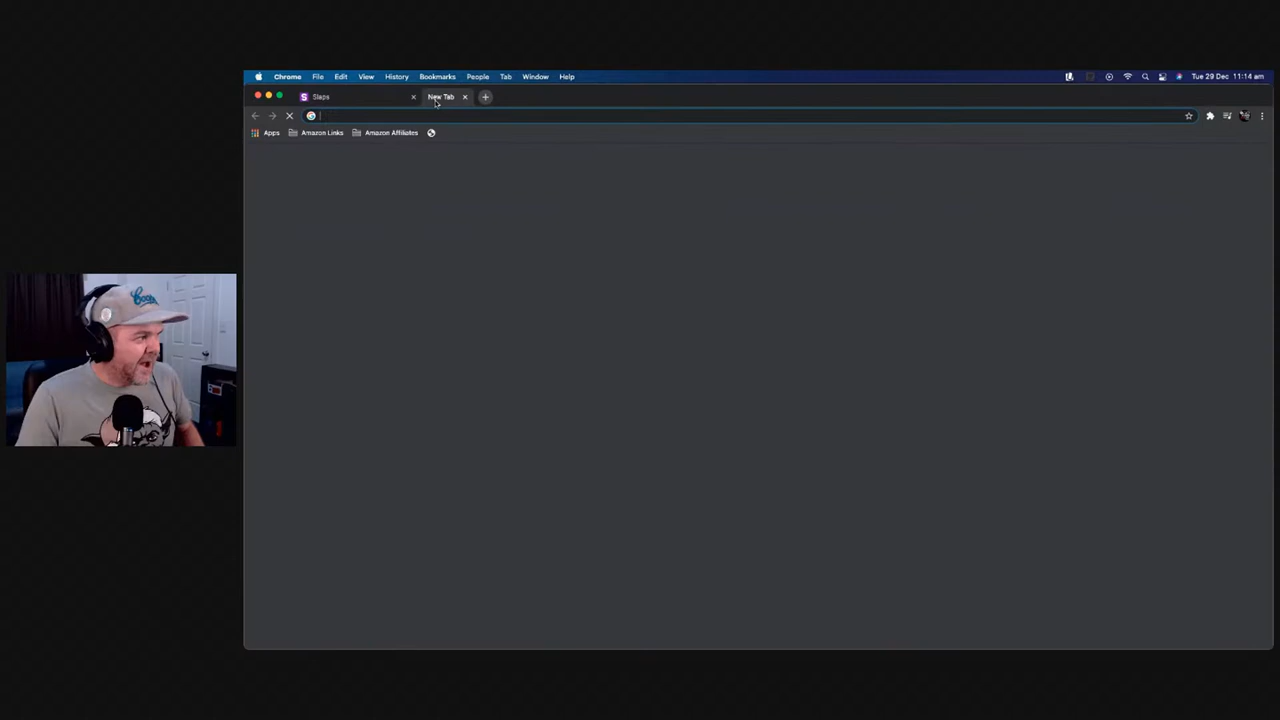 Chrome File Edit View History Bookmarks People Tab Window Help Tue 29 Dec 11:14 am
Slaps New Tab
Apps Amazon Links Amazon Affiliates